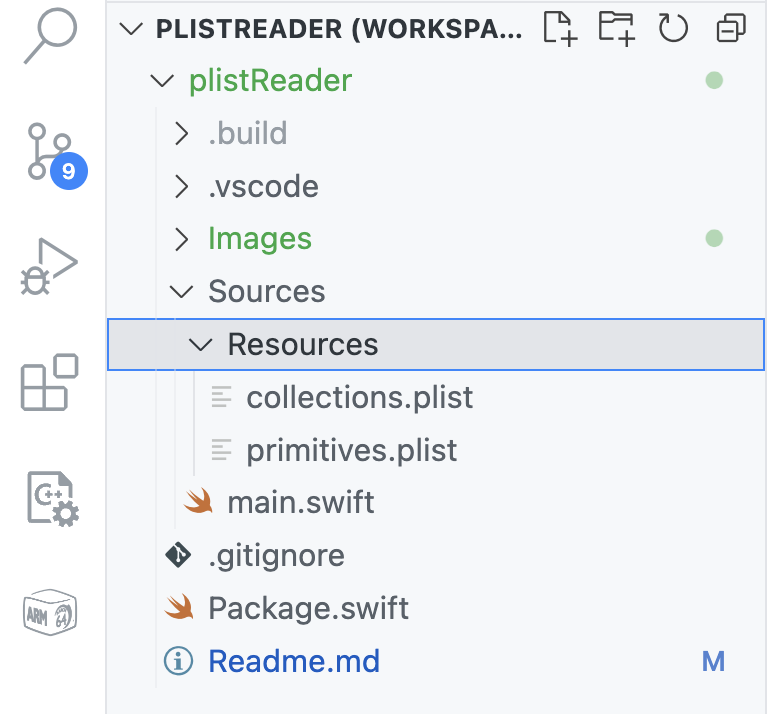 PLISTREADER (WORKSPA...
plistReader
.build
9
.vscode
Images
Sources
Resources
collections.plist
primitives.plist
C++
main.swift
.gitignore
ARM 64
Package.swift
Readme.md M